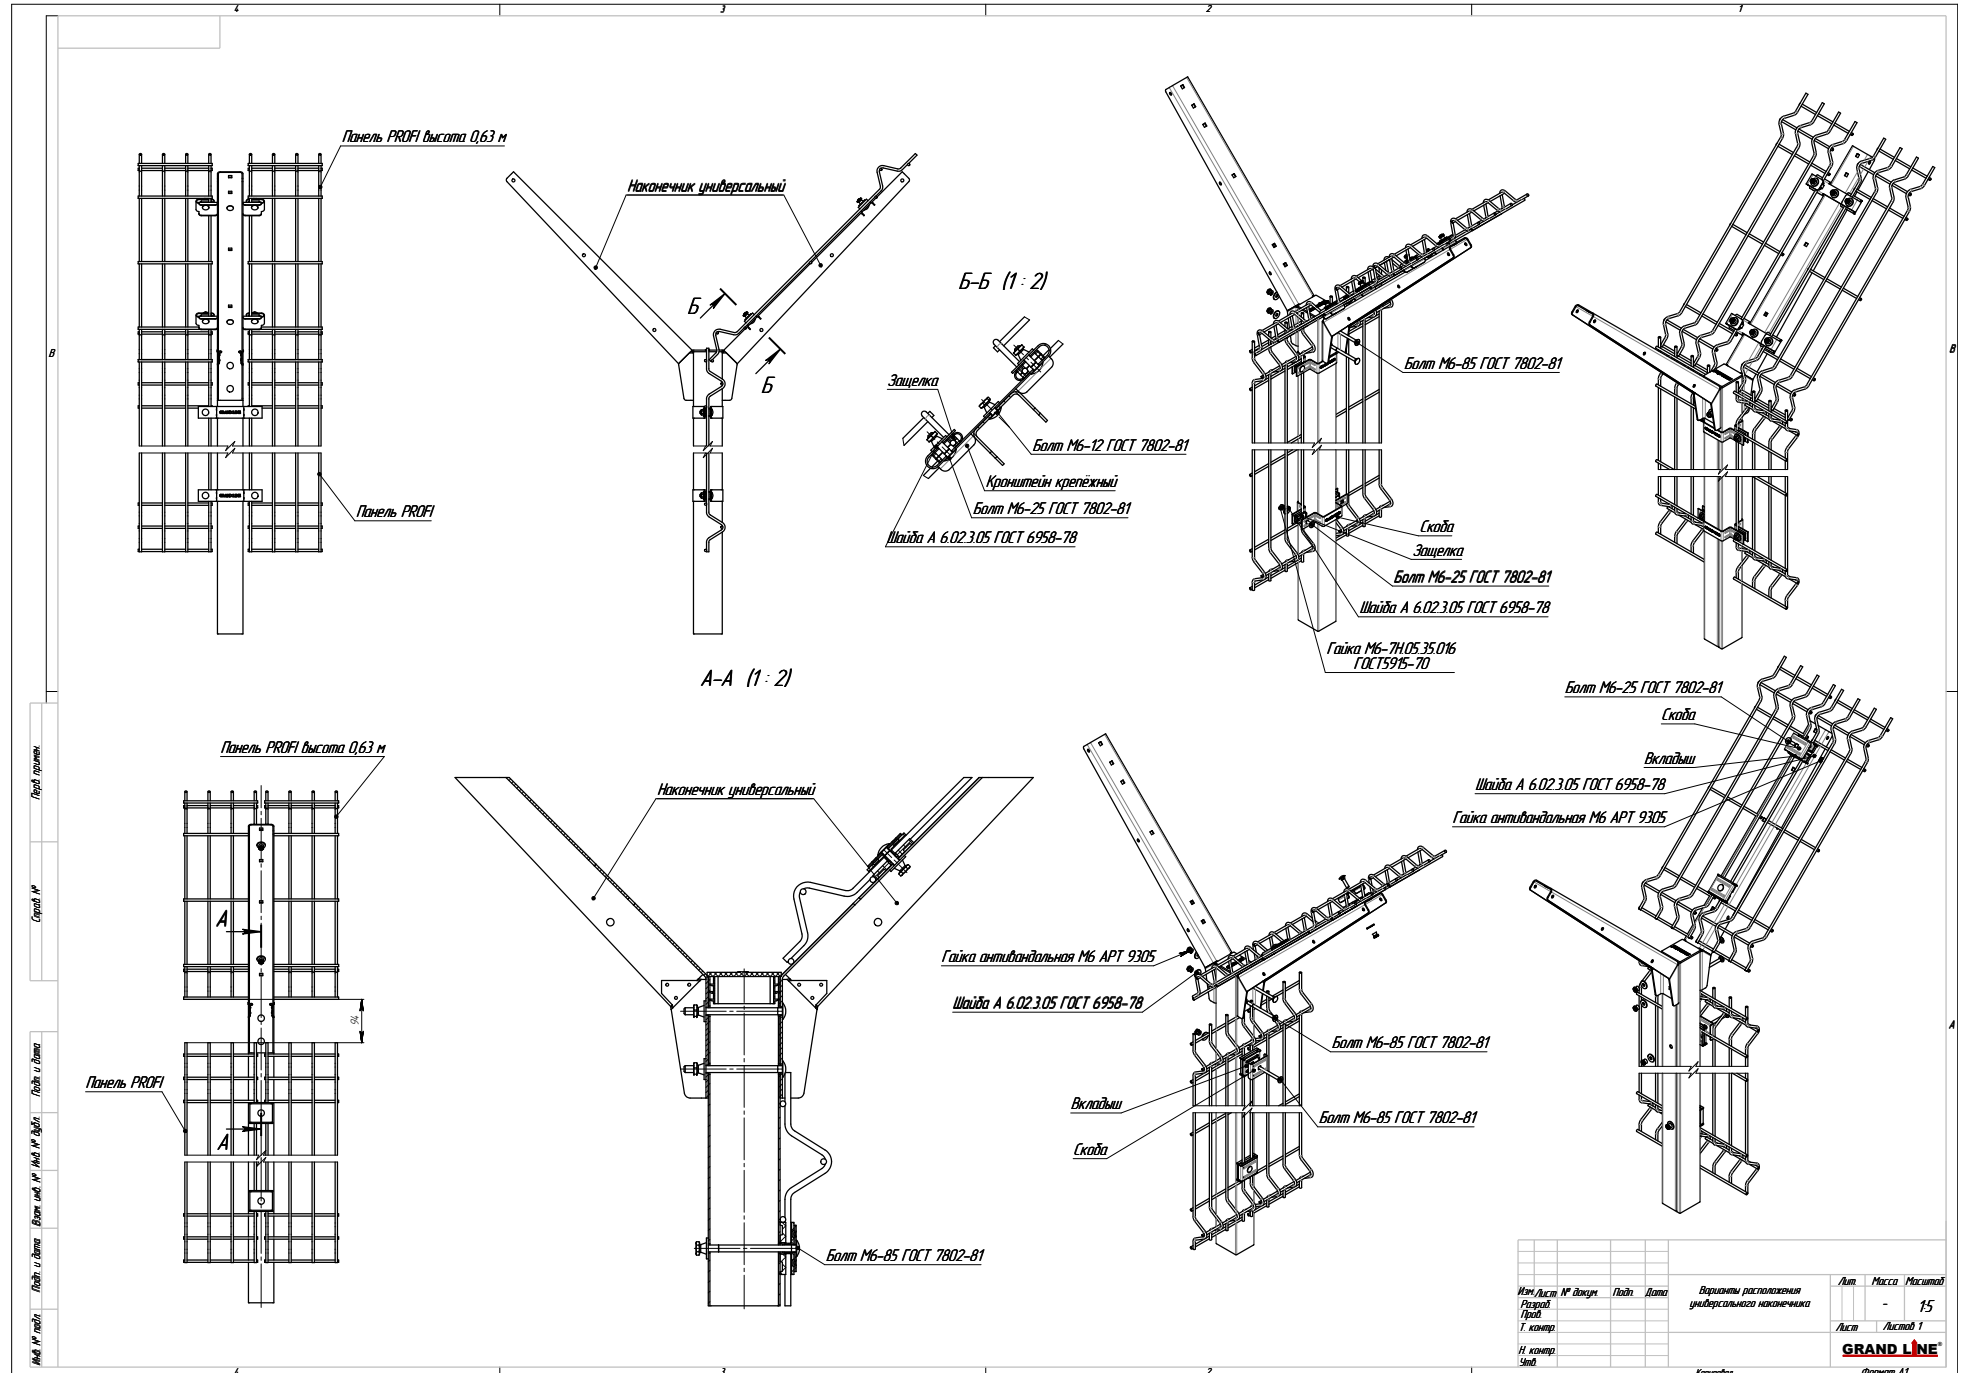 4
3
2
1
Панель PROFI высота 0,63 м
Наконечник универсальный
Б
Б
Панель PROFI
Б-Б (1 : 2)
Защелка
Болт М6-12 ГОСТ 7802-81
Кронштейн крепёжный
Болт М6-25 ГОСТ 7802-81
Шайба А 6.02.3.05 ГОСТ 6958-78
Болт М6-85 ГОСТ 7802-81
Скоба
Защелка
Болт М6-25 ГОСТ 7802-81
Шайба А 6.02.3.05 ГОСТ 6958-78
Гайка М6-7Н.05.35.016
ГОСТ5915-70
В
В
А-А (1 : 2)
Панель PROFI высота 0,63 м
А
94
Панель PROFI
А
Наконечник универсальный
Болт М6-85 ГОСТ 7802-81
Гайка антивандальная М6 АРТ 9305
Шайба А 6.02.3.05 ГОСТ 6958-78
Болт М6-85 ГОСТ 7802-81
Вкладыш
Болт М6-85 ГОСТ 7802-81
Скоба
Болт М6-25 ГОСТ 7802-81
Скоба
Вкладыш
Шайба А 6.02.3.05 ГОСТ 6958-78
Гайка антивандальная М6 АРТ 9305
А
Перв. примен.
Справ. №
Подп. и дата
Инв. № дубл.
Взам. инв. №
Подп. и дата
Инв. № подл.
Изм. Лист № докум. Подп. Дата
Разраб.
Пров.
Т. контр.
Н. контр.
Утв.
Варианты расположения
универсального наконечника
Лит. Масса Масштаб
- 1:5
Лист Листов 1
GRAND LINE®
Копировал Формат А1
4
3
2